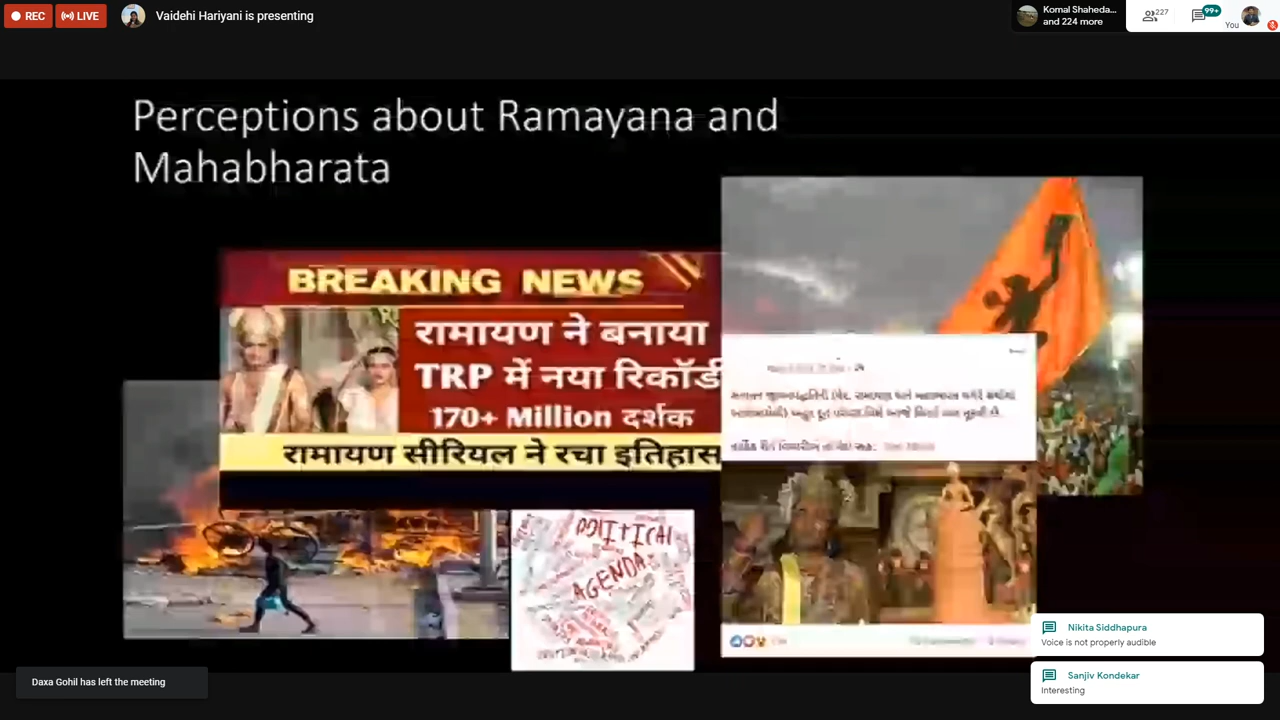 REC
LIVE
Vaidehi Hariyani is presenting
Komal Shaheda...
and 224 more
227
99+
You
Perceptions about Ramayana and
Mahabharata
BREAKING NEWS
रामायण ने बनाया
TRP में नया रिकॉर्ड
170+ Million दर्शक
रामायण सीरियल ने रचा इतिहास
POLITICAL
AGENDA
Nikita Siddhapura
Voice is not properly audible
Sanjiv Kondekar
Interesting
Daxa Gohil has left the meeting